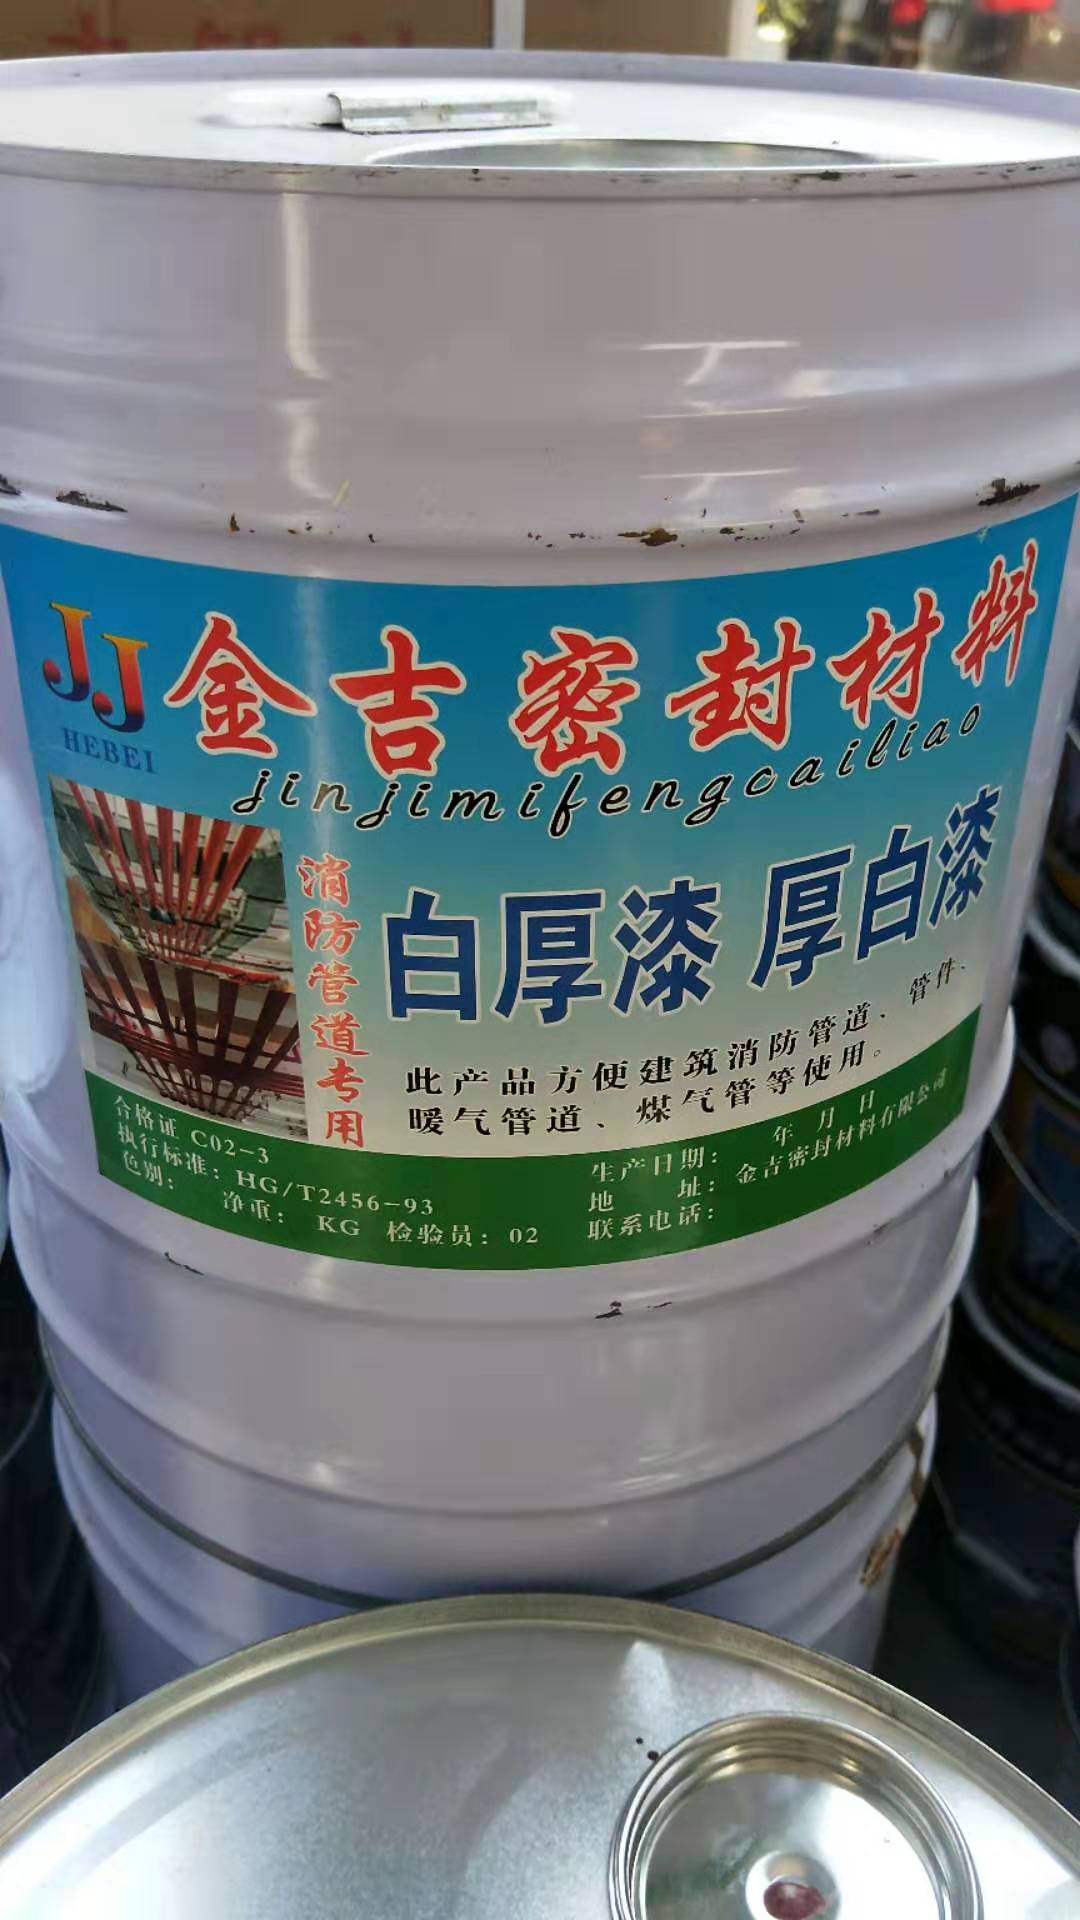 JJ
HEBEI
金吉密封材料
jinjimifengcailiao
消防管道专用
白厚漆 厚白漆
此产品方便建筑消防管道、管件、
暖气管道、煤气管等使用。
合格证 C02-3
执行标准：HG/T2456-93
色别： 净重： KG 检验员：02
生产日期： 年 月 日
地 址：金吉密封材料有限公司
联系电话：